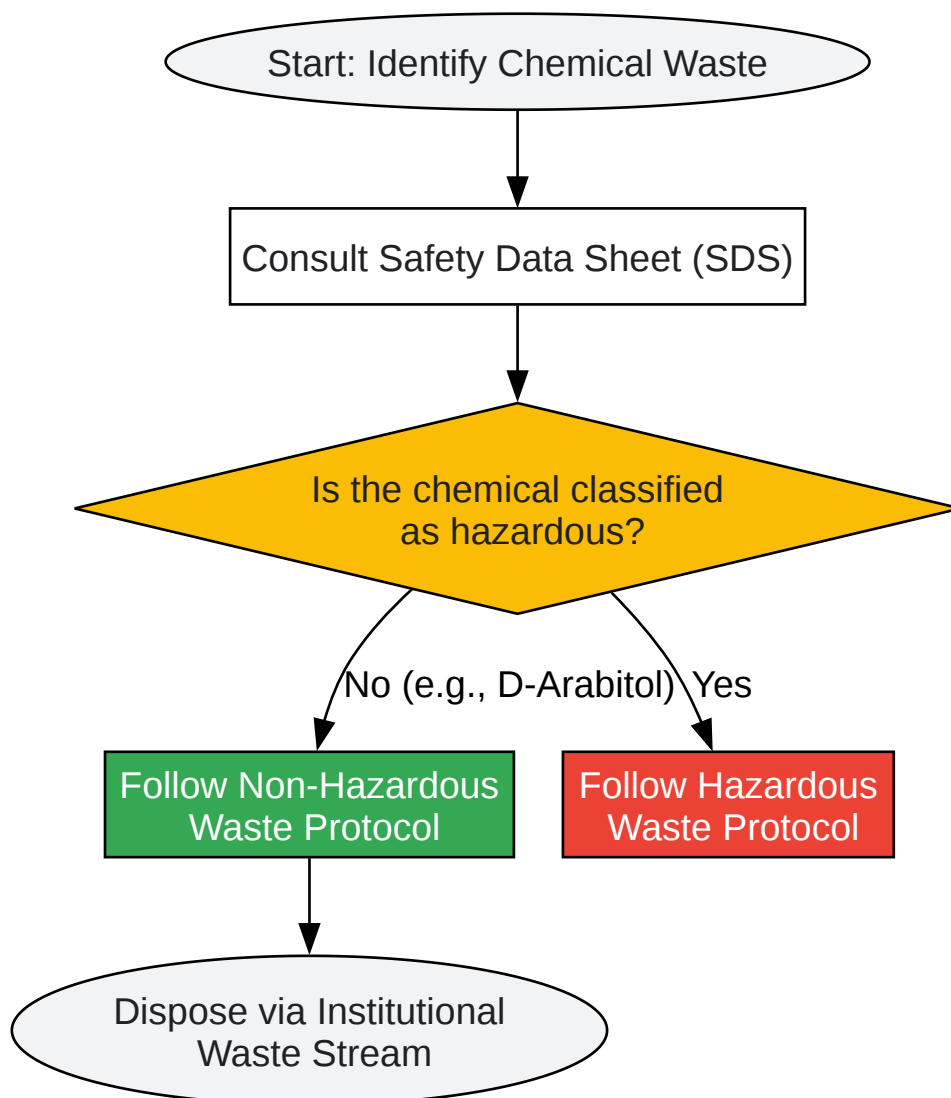 Start: Identify Chemical Waste
Consult Safety Data Sheet (SDS)
Is the chemical classified
as hazardous?
No (e.g., D-Arabitol)
Yes
Follow Non-Hazardous
Waste Protocol
Follow Hazardous
Waste Protocol
Dispose via Institutional
Waste Stream